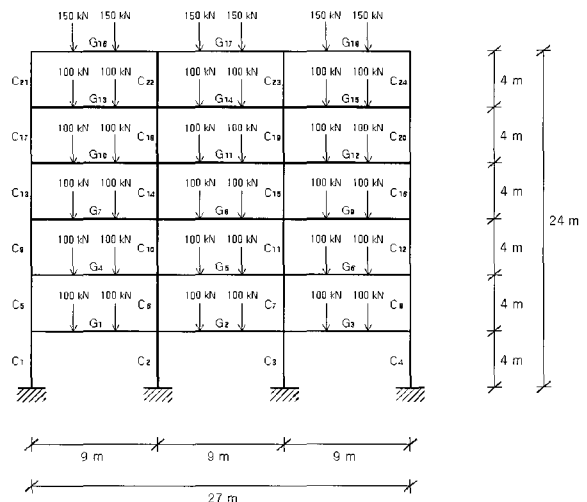 150 kN 150 kN 150 kN 150 kN 150 kN 150 kN
G16 G17 G18
C21 100 kN 100 kN C22 100 kN 100 kN C23 100 kN 100 kN C24 4 m
G13 G14 G15
C17 100 kN 100 kN C18 100 kN 100 kN C19 100 kN 100 kN C20 4 m
G10 G11 G12
C13 100 kN 100 kN C14 100 kN 100 kN C15 100 kN 100 kN C16 4 m
G7 G8 G9
24 m
C9 100 kN 100 kN C10 100 kN 100 kN C11 100 kN 100 kN C12 4 m
G4 G5 G6
C5 100 kN 100 kN C6 100 kN 100 kN C7 100 kN 100 kN C8 4 m
G1 G2 G3
C1 C2 C3 C4 4 m
9 m 9 m 9 m
27 m